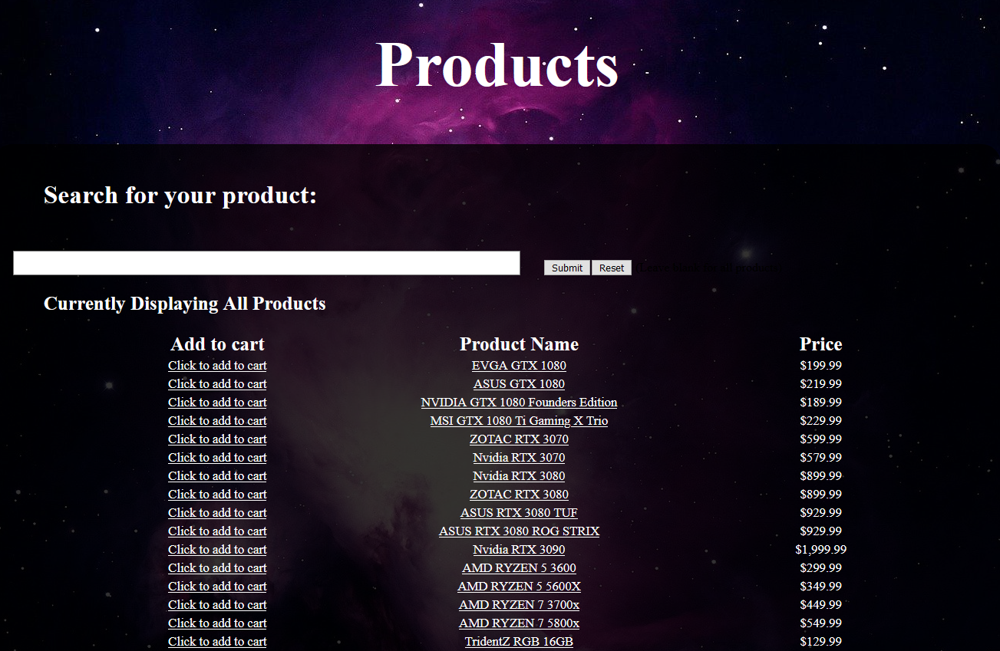 Products
Search for your product:
Submit Reset (Leave blank for all products)
Currently Displaying All Products
Add to cart Product Name Price
Click to add to cart EVGA GTX 1080 $199.99
Click to add to cart ASUS GTX 1080 $219.99
Click to add to cart NVIDIA GTX 1080 Founders Edition $189.99
Click to add to cart MSI GTX 1080 Ti Gaming X Trio $229.99
Click to add to cart ZOTAC RTX 3070 $599.99
Click to add to cart Nvidia RTX 3070 $579.99
Click to add to cart Nvidia RTX 3080 $899.99
Click to add to cart ZOTAC RTX 3080 $899.99
Click to add to cart ASUS RTX 3080 TUF $929.99
Click to add to cart ASUS RTX 3080 ROG STRIX $929.99
Click to add to cart Nvidia RTX 3090 $1,999.99
Click to add to cart AMD RYZEN 5 3600 $299.99
Click to add to cart AMD RYZEN 5 5600X $349.99
Click to add to cart AMD RYZEN 7 3700x $449.99
Click to add to cart AMD RYZEN 7 5800x $549.99
Click to add to cart TridentZ RGB 16GB $129.99